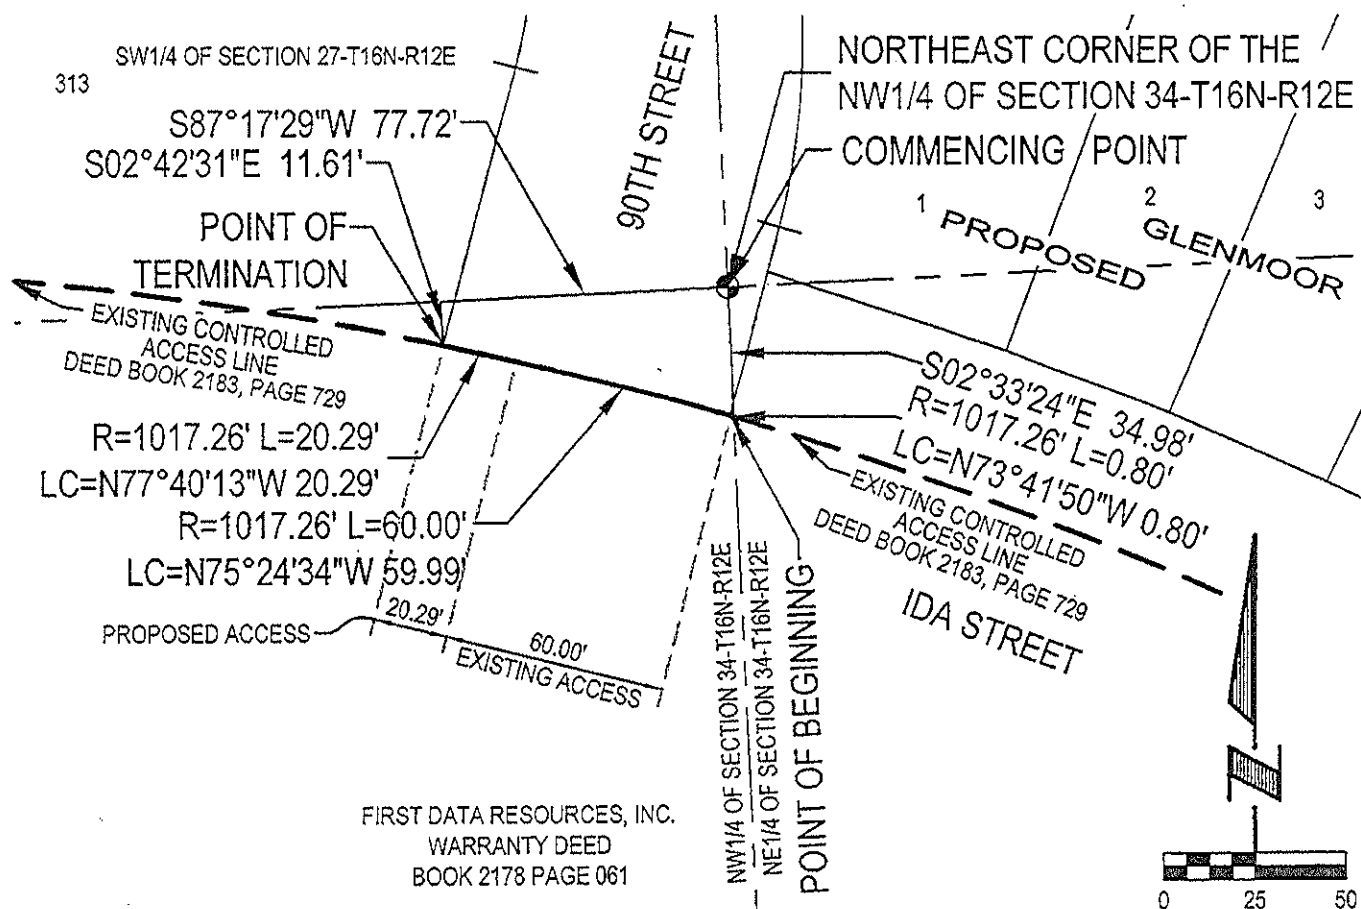 SW1/4 OF SECTION 27-T16N-R12E
313
S87°17'29"W 77.72'
S02°42'31"E 11.61'
POINT OF
TERMINATION
90TH STREET
NORTHEAST CORNER OF THE
NW1/4 OF SECTION 34-T16N-R12E
COMMENCING POINT
1
2
3
PROPOSED
GLENMOOR
EXISTING CONTROLLED
ACCESS LINE
DEED BOOK 2183, PAGE 729
R=1017.26' L=20.29'
LC=N77°40'13"W 20.29'
R=1017.26' L=60.00'
LC=N75°24'34"W 59.99'
S02°33'24"E 34.98'
R=1017.26' L=0.80'
LC=N73°41'50"W 0.80'
EXISTING CONTROLLED
ACCESS LINE
DEED BOOK 2183, PAGE 729
IDA STREET
20.29'
PROPOSED ACCESS
60.00'
EXISTING ACCESS
NW1/4 OF SECTION 34-T16N-R12E
NE1/4 OF SECTION 34-T16N-R12E
POINT OF BEGINNING
FIRST DATA RESOURCES, INC.
WARRANTY DEED
BOOK 2178 PAGE 061
0 25 50